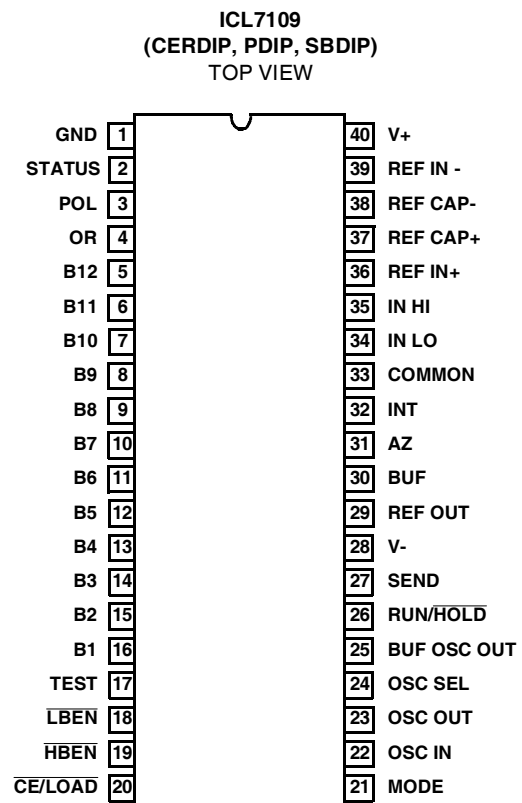 ICL7109
(CERDIP, PDIP, SBDIP)
TOP VIEW
GND 1 40 V+
STATUS 2 39 REF IN -
POL 3 38 REF CAP-
OR 4 37 REF CAP+
B12 5 36 REF IN+
B11 6 35 IN HI
B10 7 34 IN LO
B9 8 33 COMMON
B8 9 32 INT
B7 10 31 AZ
B6 11 30 BUF
B5 12 29 REF OUT
B4 13 28 V-
B3 14 27 SEND
B2 15 26 RUN/HOLD
B1 16 25 BUF OSC OUT
TEST 17 24 OSC SEL
LBEN 18 23 OSC OUT
HBEN 19 22 OSC IN
CE/LOAD 20 21 MODE